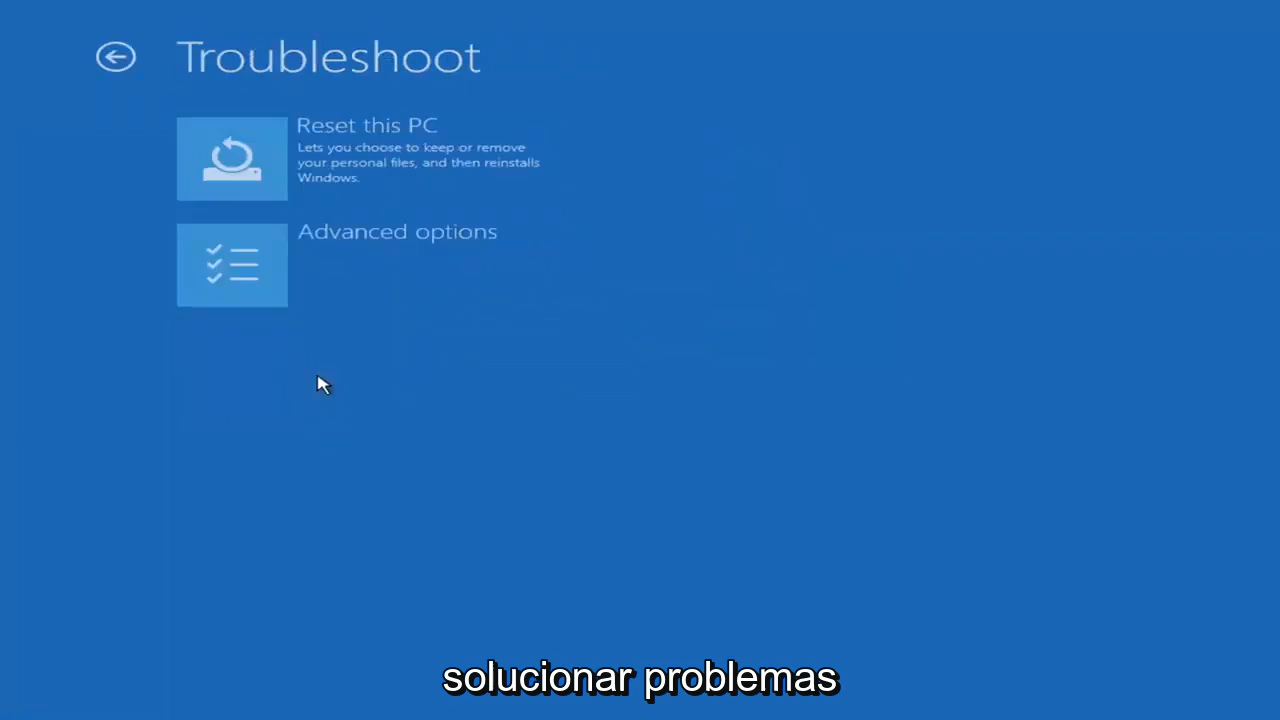 Troubleshoot
Reset this PC
Lets you choose to keep or remove
your personal files, and then reinstalls
Windows.
Advanced options
solucionar problemas